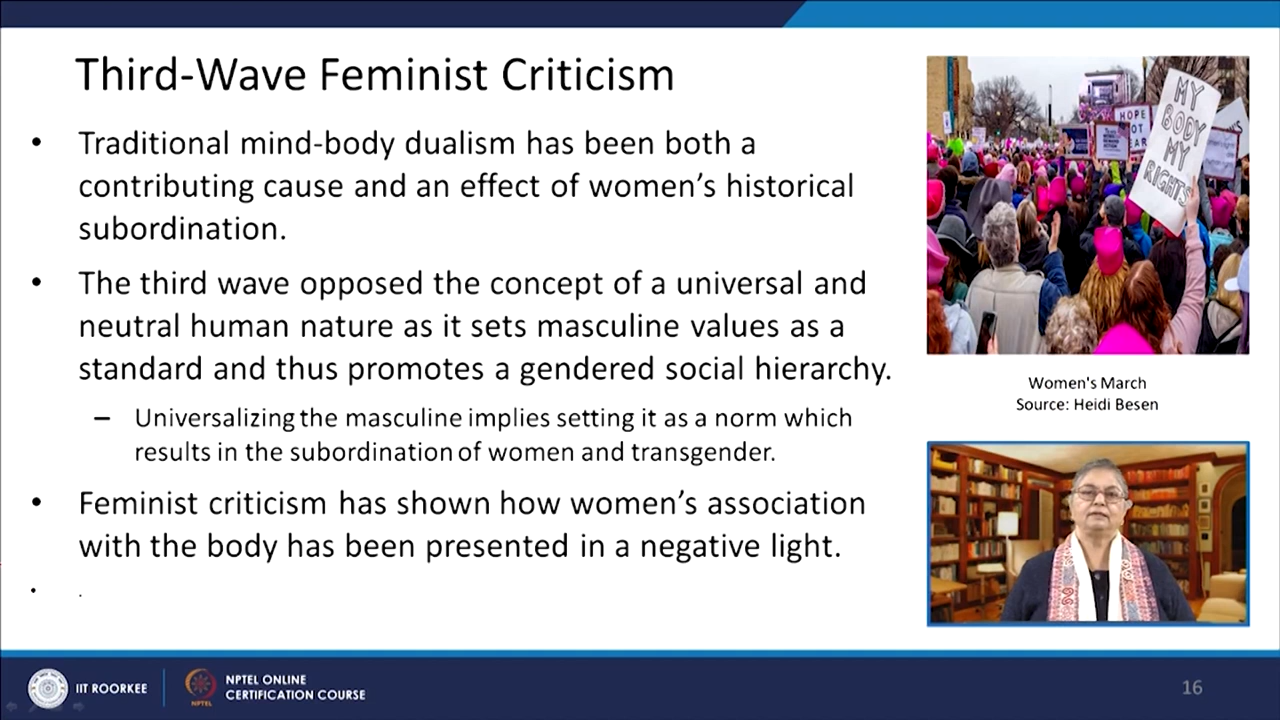 Third-Wave Feminist Criticism
• Traditional mind-body dualism has been both a
contributing cause and an effect of women's historical
subordination.
• The third wave opposed the concept of a universal and
neutral human nature as it sets masculine values as a
standard and thus promotes a gendered social hierarchy.
– Universalizing the masculine implies setting it as a norm which
results in the subordination of women and transgender.
• Feminist criticism has shown how women's association
with the body has been presented in a negative light.
• .
MY
BODY
MY
RIGHTS
HOPE
Women's March
Source: Heidi Besen
IIT ROORKEE
NPTEL
NPTEL ONLINE
CERTIFICATION COURSE
16